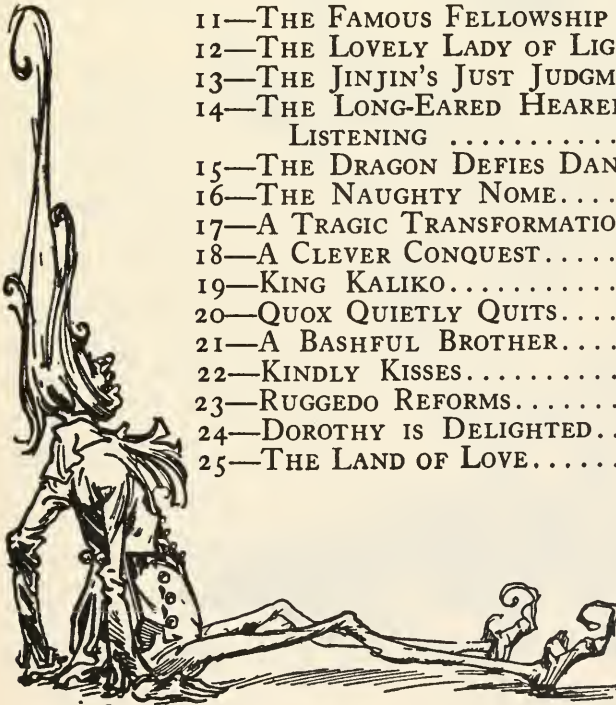 11—THE FAMOUS FELLOWSHIP
12—THE LOVELY LADY OF LIG
13—THE JINJIN'S JUST JUDGM
14—THE LONG-EARED HEARE
LISTENING ...........
15—THE DRAGON DEFIES DAN
16—THE NAUGHTY NOME....
17—A TRAGIC TRANSFORMATIO
18—A CLEVER CONQUEST.....
19—KING KALIKO..........
20—QUOX QUIETLY QUITS....
21—A BASHFUL BROTHER....
22—KINDLY KISSES.........
23—RUGGEDO REFORMS.......
24—DOROTHY IS DELIGHTED..
25—THE LAND OF LOVE......